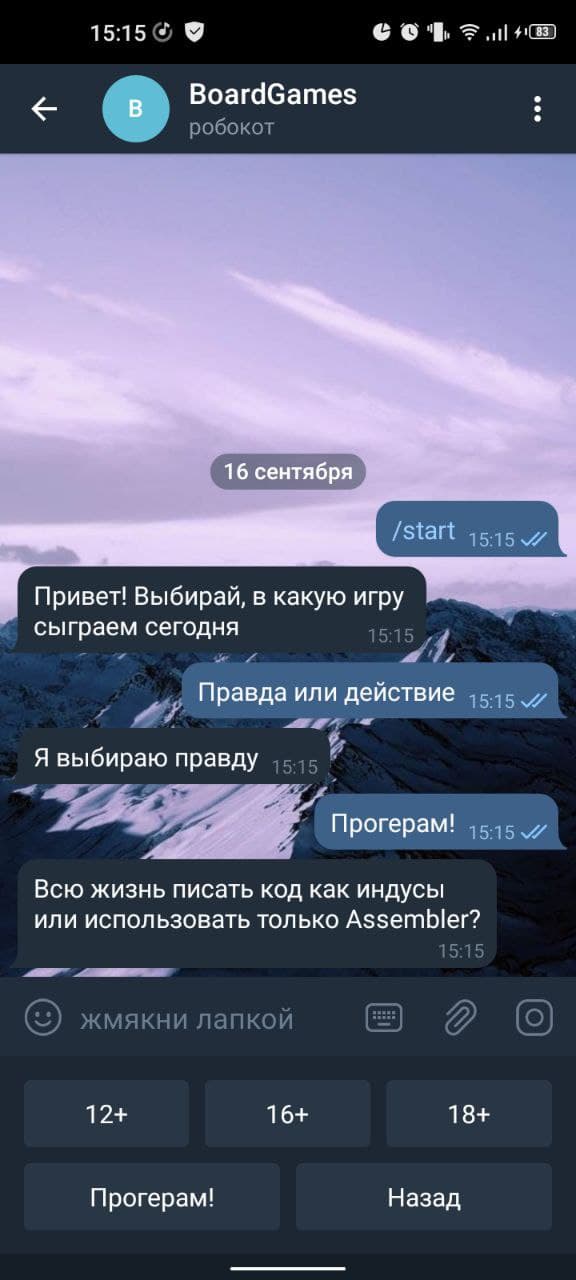 15:15
83
B
BoardGames
робокот
16 сентября
/start 15:15
Привет! Выбирай, в какую игру
сыграем сегодня 15:15
Правда или действие 15:15
Я выбираю правду 15:15
Прогерам! 15:15
Всю жизнь писать код как индусы
или использовать только Assembler?
15:15
жмякни лапкой
12+ 16+ 18+
Прогерам! Назад